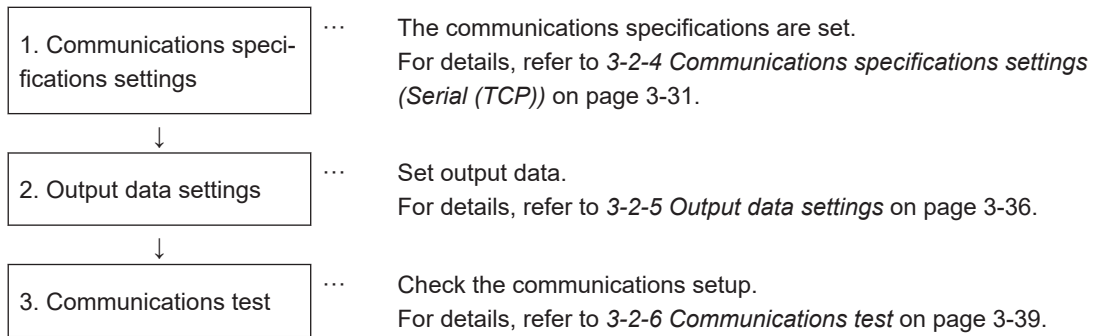 1. Communications speci-
fications settings
…
The communications specifications are set.
For details, refer to 3-2-4 Communications specifications settings
(Serial (TCP)) on page 3-31.
↓
2. Output data settings
…
Set output data.
For details, refer to 3-2-5 Output data settings on page 3-36.
↓
3. Communications test
…
Check the communications setup.
For details, refer to 3-2-6 Communications test on page 3-39.